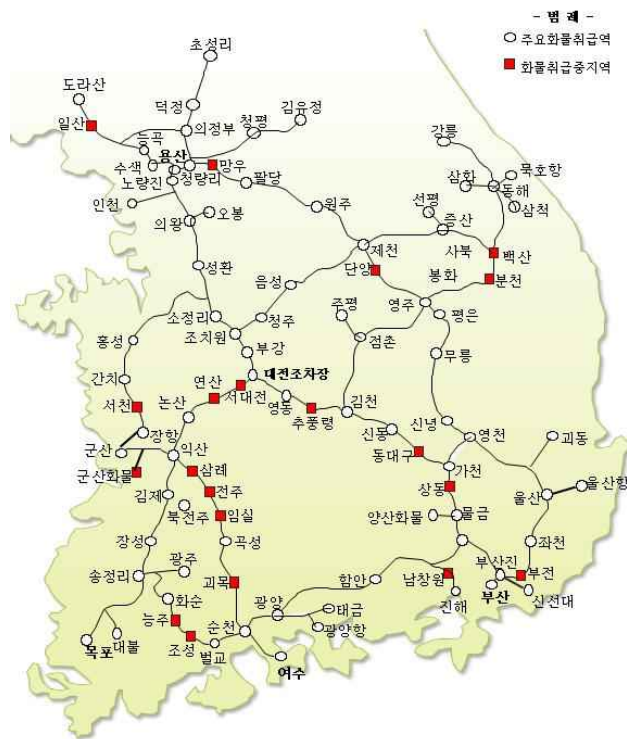 - 범 례 -
주요화물취급역
화물취급중지역
초성리
도라산
덕정
김유정
일산
의정부
청평
능곡
강릉
용산
망우
수색
청량리
팔당
묵호항
삼화
동해
노량진
인천
원주
선평
삼척
의왕
오봉
증산
제천
사북
백산
성환
단양
봉화
분천
음성
영주
소정리
주평
평은
청주
홍성
조치원
점촌
부강
무릉
간치
대전조차장
연산
서대전
영동
서천
논산
추풍령
김천
신녕
장항
신동
영천
괴동
군산
익산
동대구
가천
군산화물
삼례
상동
울산
울산항
김제
전주
북전주
임실
양산화물
물금
장성
곡성
좌천
송정리
광주
함안
남창원
부산진
부전
괴목
화순
광양
태금
진해
부산
신선대
능주
순천
광양항
목포
대불
조성
벌교
여수